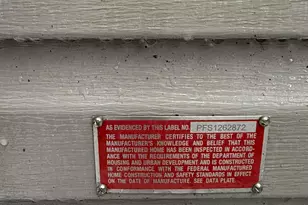 AS EVIDENCED BY THIS LABEL NO. PFS1262872
THE MANUFACTURER CERTIFIES TO THE BEST OF THE
MANUFACTURER'S KNOWLEDGE AND BELIEF THAT THIS
MANUFACTURED HOME HAS BEEN INSPECTED IN ACCORD-
ANCE WITH THE REQUIREMENTS OF THE DEPARTMENT OF
HOUSING AND URBAN DEVELOPMENT AND IS CONSTRUCTED
IN CONFORMANCE WITH THE FEDERAL MANUFACTURED
HOME CONSTRUCTION AND SAFETY STANDARDS IN EFFECT
ON THE DATE OF MANUFACTURE. SEE DATA PLATE.